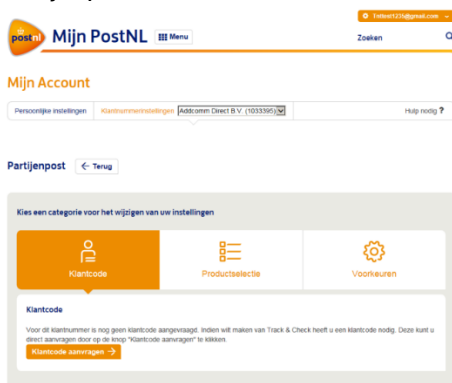 Tnttest1235@gmail.com
postnl
Mijn PostNL
Menu
Zoeken
Mijn Account
Persoonlijke instellingen
Klantnummerinstellingen
Addcomm Direct B.V. (1033395)
Hulp nodig ?
Partijenpost
← Terug
Kies een categorie voor het wijzigen van uw instellingen
Klantcode
Productselectie
Voorkeuren
Klantcode
Voor dit klantnummer is nog geen klantcode aangevraagd. Indien wilt maken van Track & Check heeft u een klantcode nodig. Deze kunt u
direct aanvragen door op de knop "Klantcode aanvragen" te klikken.
Klantcode aanvragen →